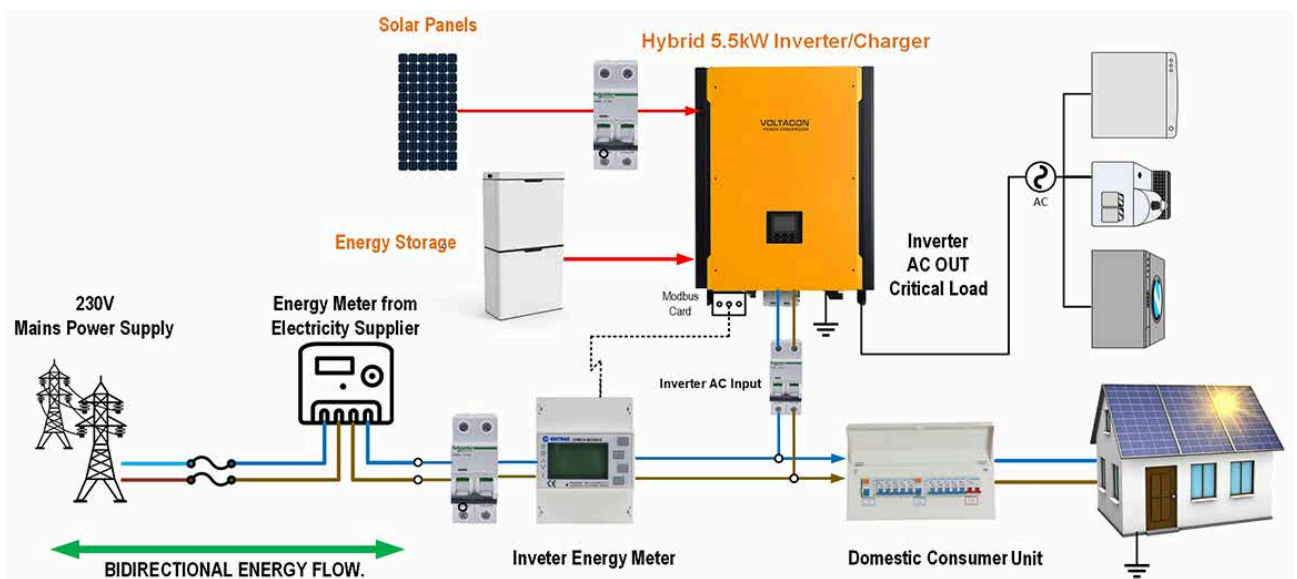 Solar Panels
Hybrid 5.5kW Inverter/Charger
VOLTACON
POWER CONVERSION
Energy Storage
AC
Inverter
AC OUT
Critical Load
Modbus
Card
230V
Mains Power Supply
Energy Meter from
Electricity Supplier
Inverter AC Input
BIDIRECTIONAL ENERGY FLOW.
Inveter Energy Meter
Domestic Consumer Unit